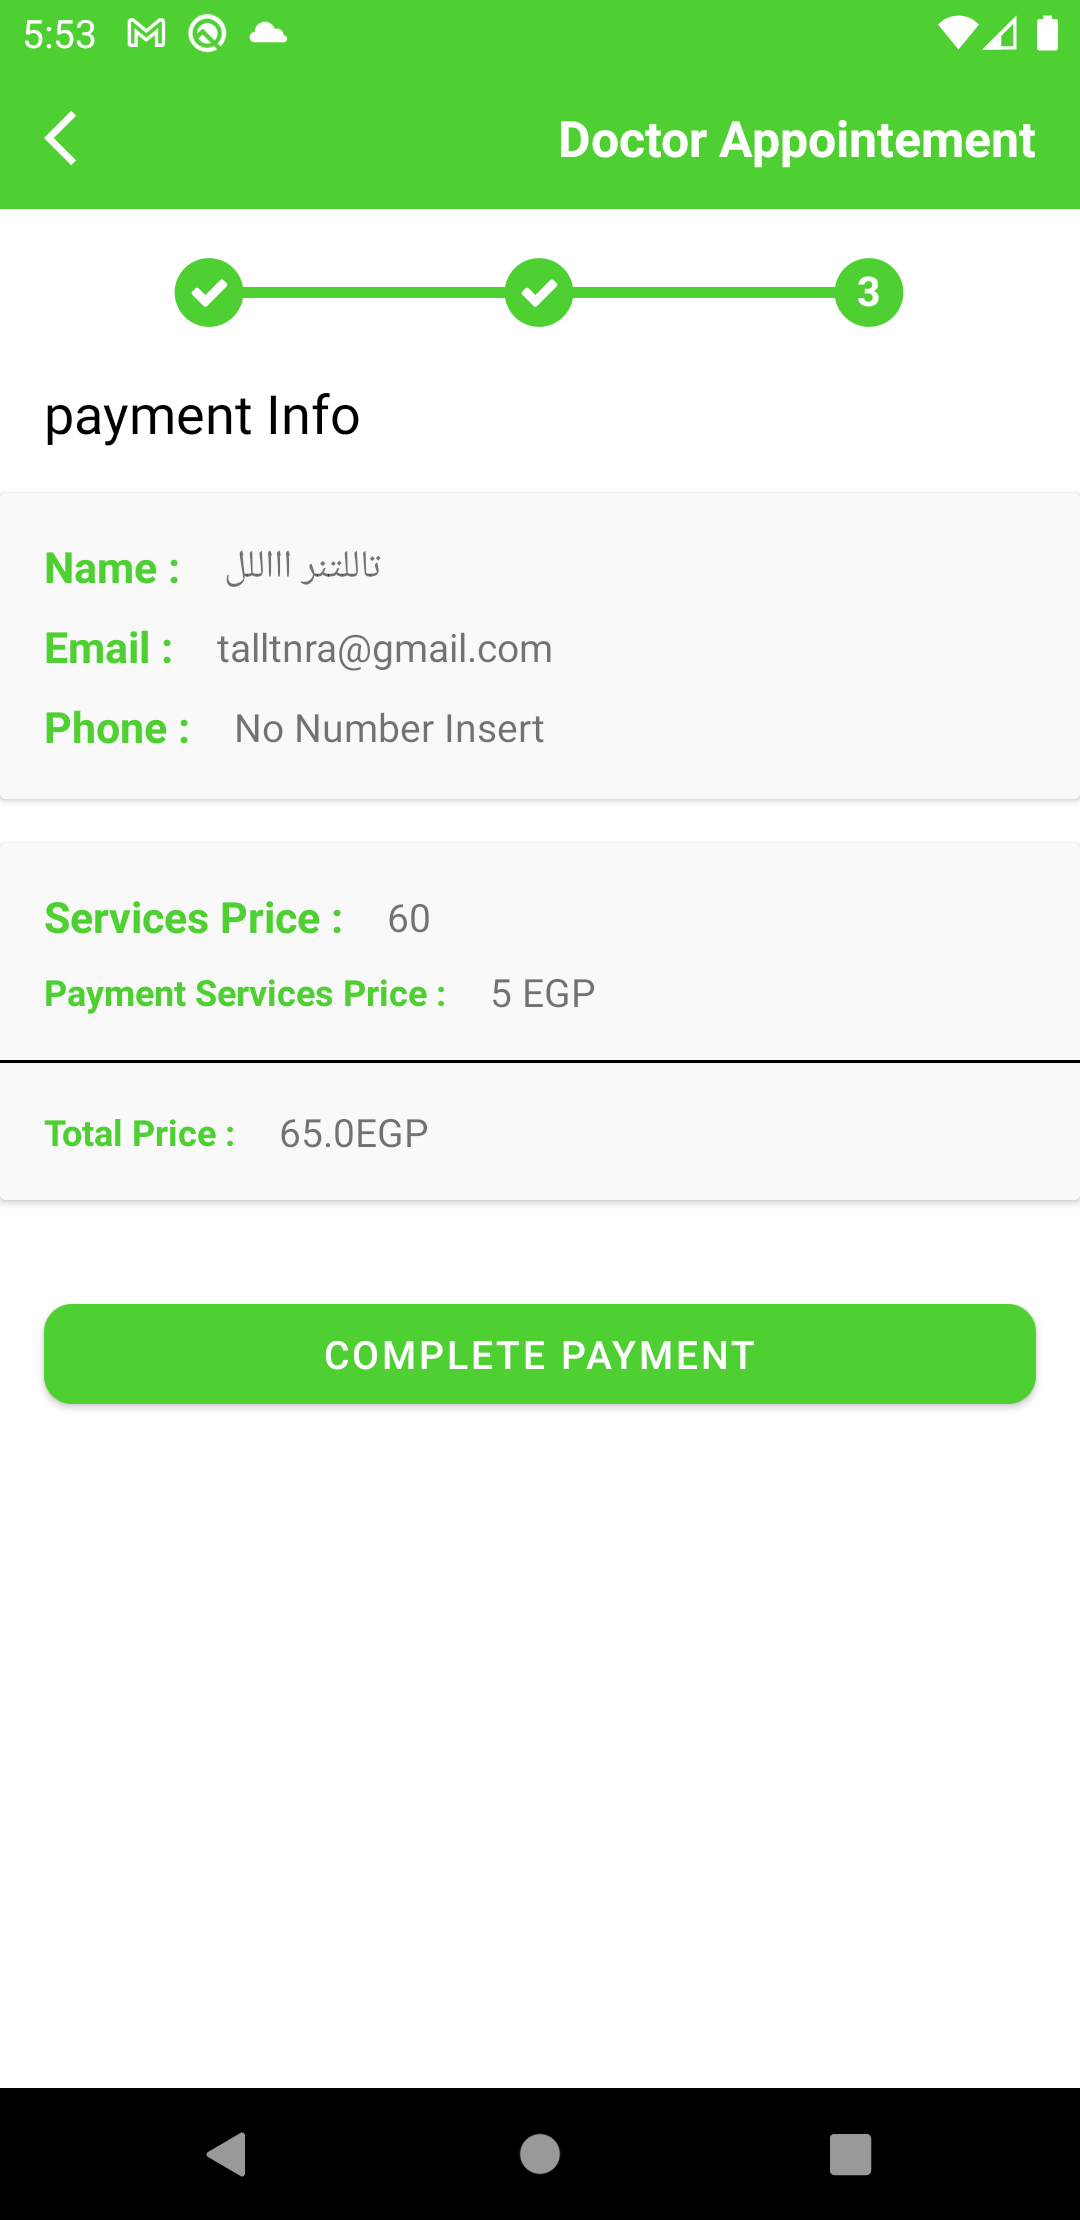 5:53
Doctor Appointement
3
payment Info
Name : تاللتنر اااللل
Email : talltnra@gmail.com
Phone : No Number Insert
Services Price : 60
Payment Services Price : 5 EGP
Total Price : 65.0EGP
COMPLETE PAYMENT